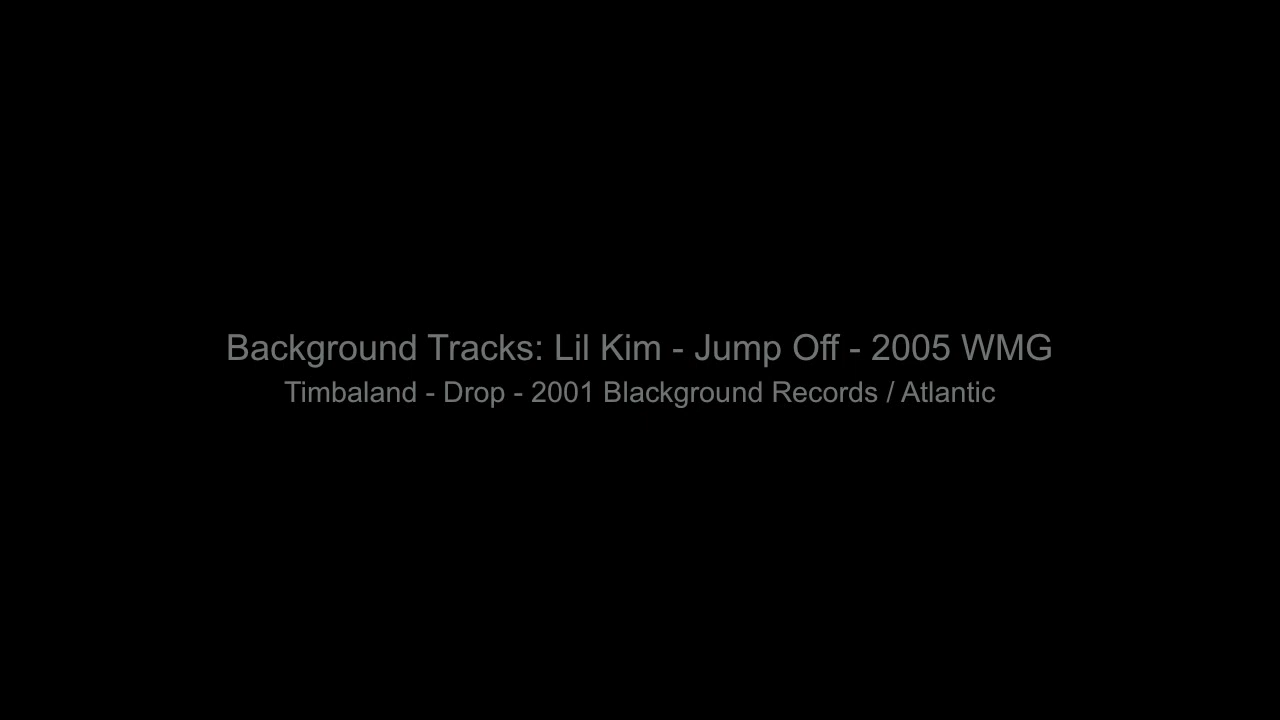 Background Tracks: Lil Kim - Jump Off - 2005 WMG
Timbaland - Drop - 2001 Blackground Records / Atlantic